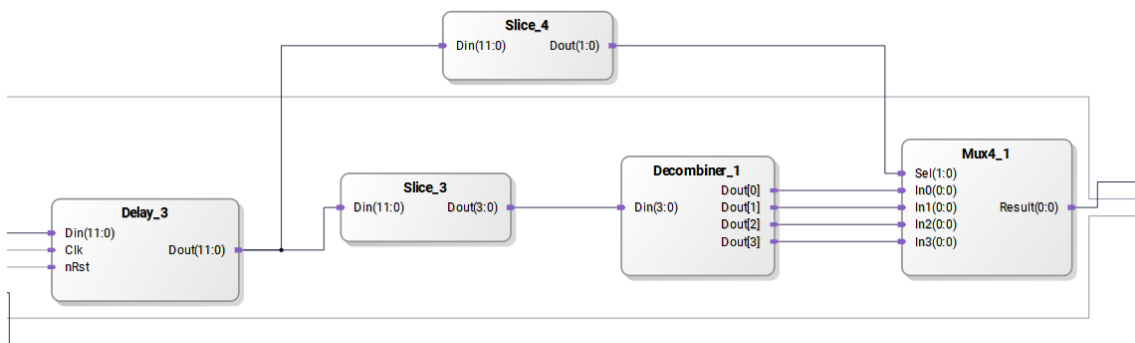 Slice_4
Din(11:0) Dout(1:0)
Mux4_1
Sel(1:0)
In0(0:0)
In1(0:0)
In2(0:0)
In3(0:0)
Result(0:0)
Decombiner_1
Din(3:0)
Dout[0]
Dout[1]
Dout[2]
Dout[3]
Slice_3
Din(11:0) Dout(3:0)
Delay_3
Din(11:0)
Clk
nRst
Dout(11:0)